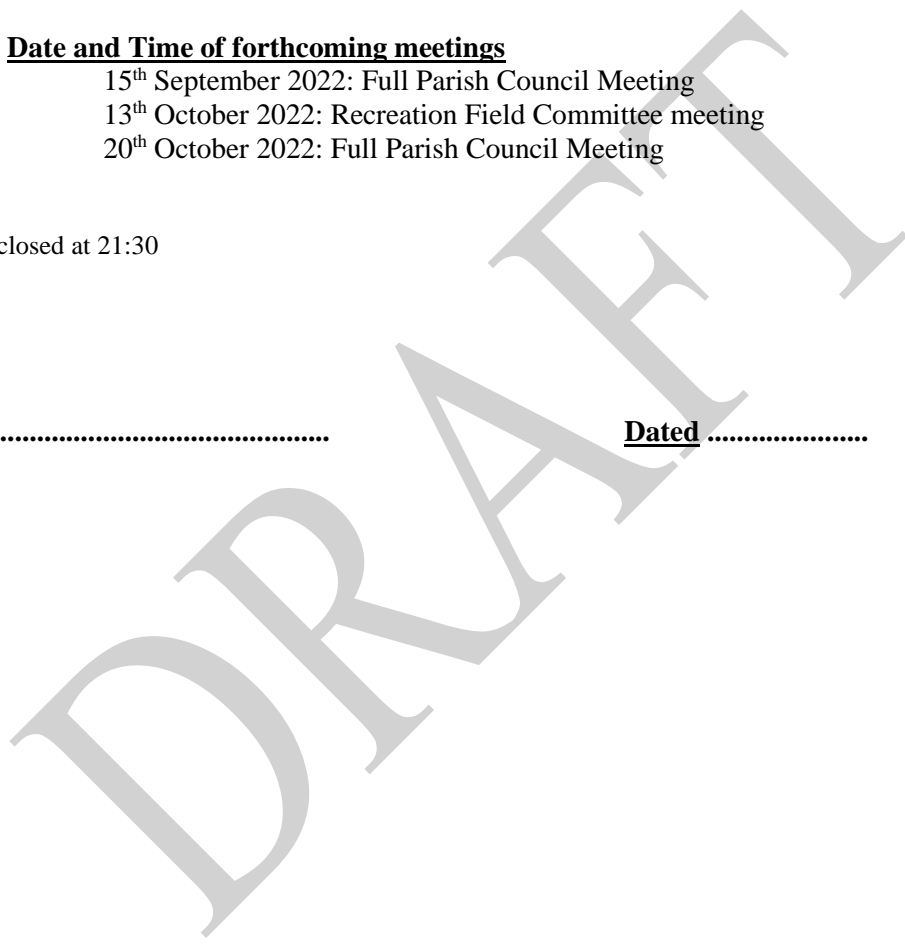 Date and Time of forthcoming meetings
15th September 2022: Full Parish Council Meeting
13th October 2022: Recreation Field Committee meeting
20th October 2022: Full Parish Council Meeting
closed at 21:30
............................................. Dated ......................
DRAFT